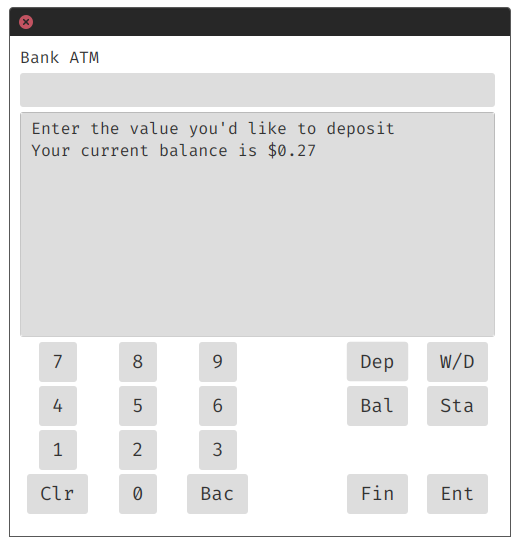 Bank ATM
Enter the value you'd like to deposit
Your current balance is $0.27
7 8 9 Dep W/D
4 5 6 Bal Sta
1 2 3
Clr 0 Bac Fin Ent